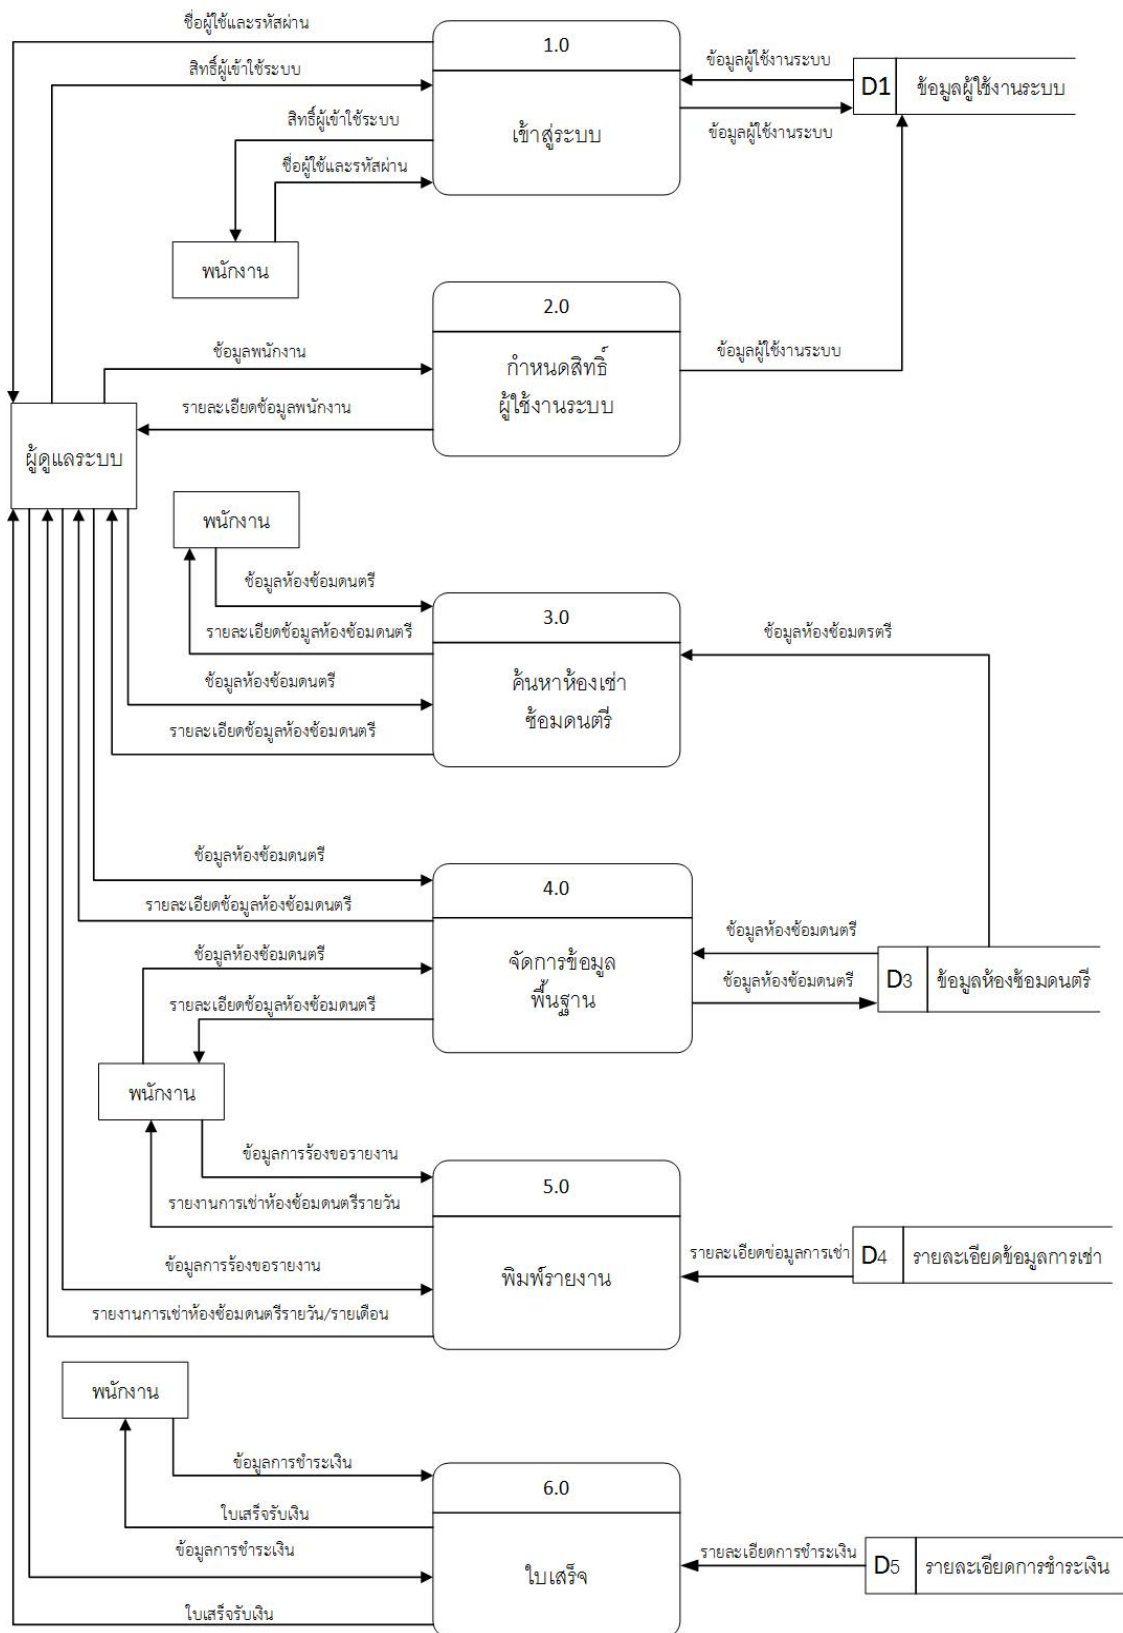 ชื่อผู้ใช้และรหัสผ่าน
1.0
สิทธิ์ผู้เข้าใช้ระบบ
ข้อมูลผู้ใช้งานระบบ
D1
ข้อมูลผู้ใช้งานระบบ
สิทธิ์ผู้เข้าใช้ระบบ
เข้าสู่ระบบ
ข้อมูลผู้ใช้งานระบบ
ชื่อผู้ใช้และรหัสผ่าน
พนักงาน
2.0
ข้อมูลพนักงาน
กำหนดสิทธิ์
ผู้ใช้งานระบบ
ข้อมูลผู้ใช้งานระบบ
รายละเอียดข้อมูลพนักงาน
ผู้ดูแลระบบ
พนักงาน
ข้อมูลห้องซ้อมดนตรี
3.0
รายละเอียดข้อมูลห้องซ้อมดนตรี
ข้อมูลห้องซ้อมดรตรี
ข้อมูลห้องซ้อมดนตรี
ค้นหาห้องเช่า
ซ้อมดนตรี
รายละเอียดข้อมูลห้องซ้อมดนตรี
ข้อมูลห้องซ้อมดนตรี
4.0
รายละเอียดข้อมูลห้องซ้อมดนตรี
ข้อมูลห้องซ้อมดนตรี
ข้อมูลห้องซ้อมดนตรี
จัดการข้อมูล
พื้นฐาน
ข้อมูลห้องซ้อมดนตรี
D3
ข้อมูลห้องซ้อมดนตรี
รายละเอียดข้อมูลห้องซ้อมดนตรี
พนักงาน
ข้อมูลการร้องขอรายงาน
5.0
รายงานการเช่าห้องซ้อมดนตรีรายวัน
รายละเอียดข่อมูลการเช่า
D4
รายละเอียดข้อมูลการเช่า
ข้อมูลการร้องขอรายงาน
พิมพ์รายงาน
รายงานการเช่าห้องซ้อมดนตรีรายวัน/รายเดือน
พนักงาน
ข้อมูลการชำระเงิน
6.0
ใบเสร็จรับเงิน
ข้อมูลการชำระเงิน
รายละเอียดการชำระเงิน
D5
รายละเอียดการชำระเงิน
ใบเสร็จ
ใบเสร็จรับเงิน